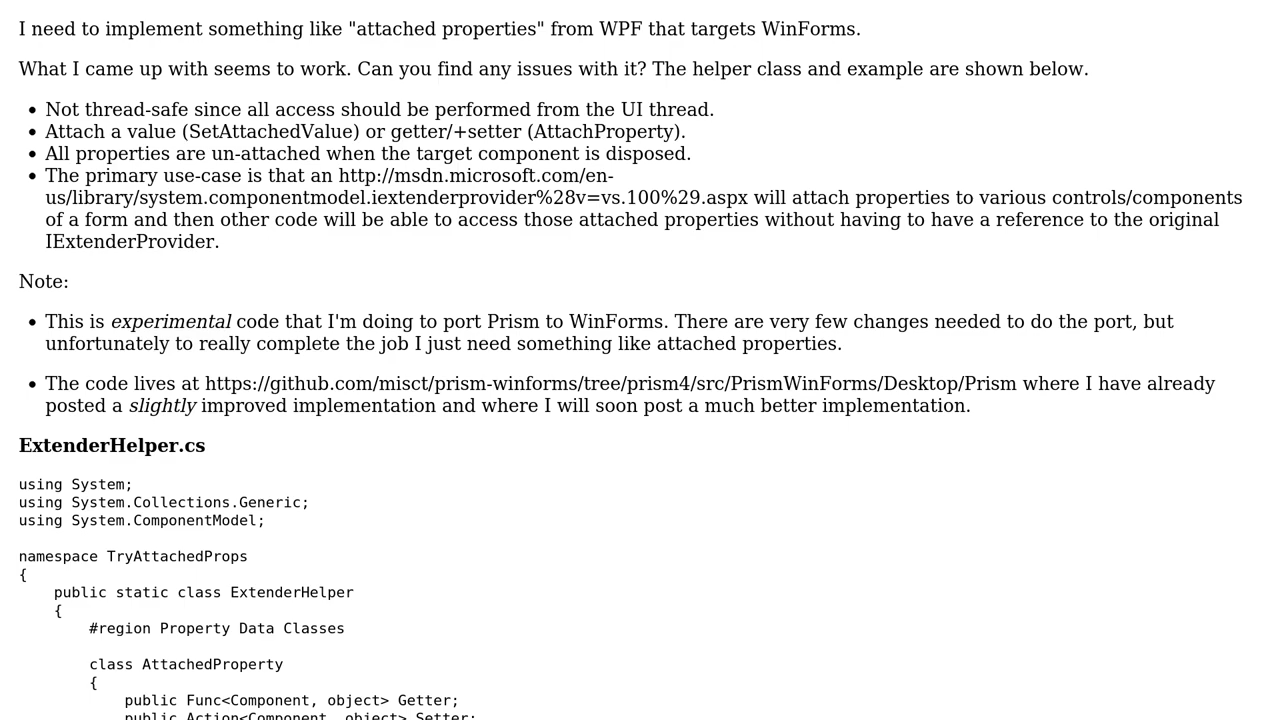 I need to implement something like "attached properties" from WPF that targets WinForms.
What I came up with seems to work. Can you find any issues with it? The helper class and example are shown below.
• Not thread-safe since all access should be performed from the UI thread.
• Attach a value (SetAttachedValue) or getter/+setter (AttachProperty).
• All properties are un-attached when the target component is disposed.
• The primary use-case is that an http://msdn.microsoft.com/en-
us/library/system.componentmodel.iextenderprovider%28v=vs.100%29.aspx will attach properties to various controls/components
of a form and then other code will be able to access those attached properties without having to have a reference to the original
IExtenderProvider.
Note:
• This is experimental code that I'm doing to port Prism to WinForms. There are very few changes needed to do the port, but
unfortunately to really complete the job I just need something like attached properties.
• The code lives at https://github.com/misct/prism-winforms/tree/prism4/src/PrismWinForms/Desktop/Prism where I have already
posted a slightly improved implementation and where I will soon post a much better implementation.
ExtenderHelper.cs
using System;
using System.Collections.Generic;
using System.ComponentModel;
namespace TryAttachedProps
{
    public static class ExtenderHelper
    {
        #region Property Data Classes
        class AttachedProperty
        {
            public Func<Component, object> Getter;
            public Action<Component, object> Setter;